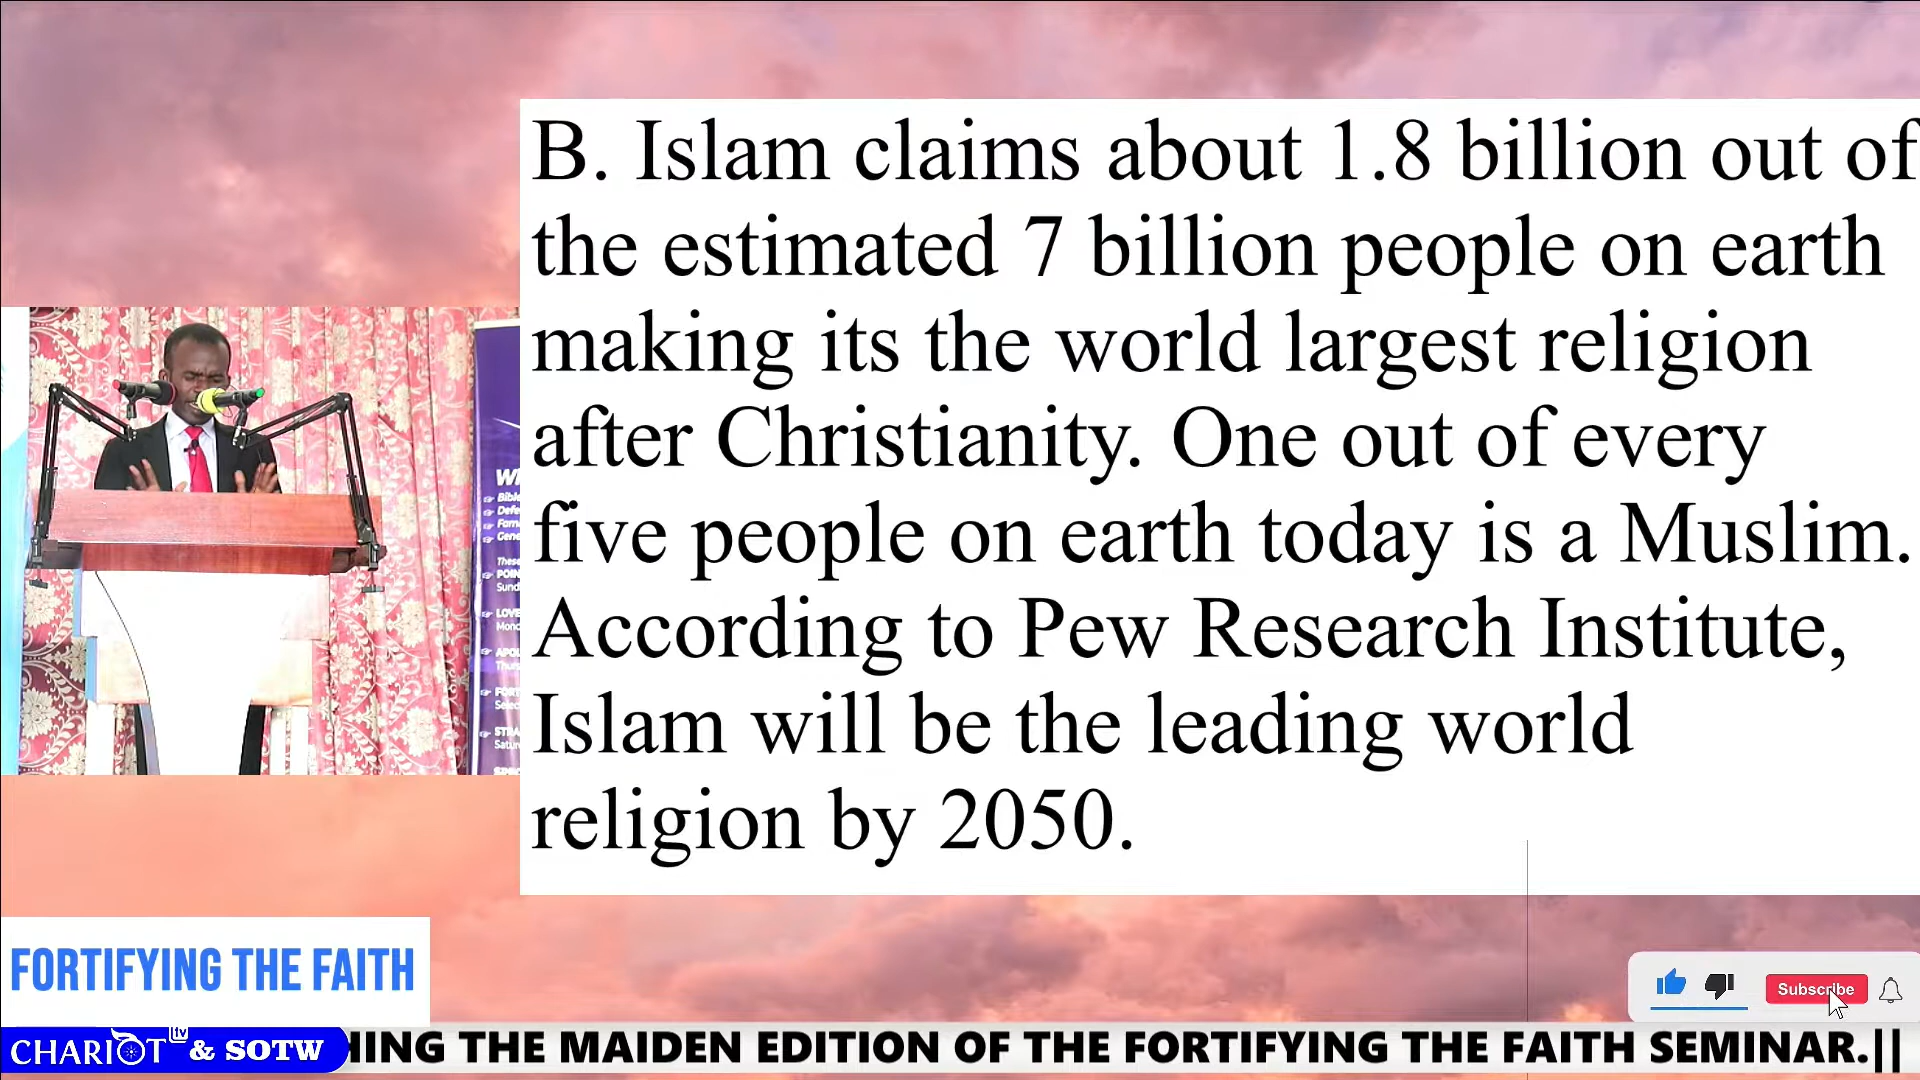 B. Islam claims about 1.8 billion out of
the estimated 7 billion people on earth
making its the world largest religion
after Christianity. One out of every
five people on earth today is a Muslim.
According to Pew Research Institute,
Islam will be the leading world
religion by 2050.
FORTIFYING THE FAITH
Subscribe
CHARIOT tv & SOTW
HING THE MAIDEN EDITION OF THE FORTIFYING THE FAITH SEMINAR.||